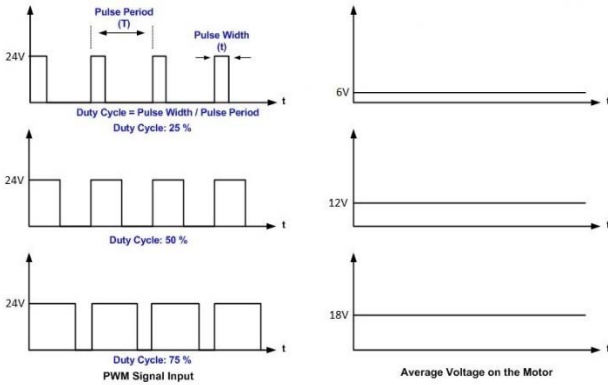 Pulse Period
(T)
Pulse Width
(t)
24V
t
6V
t
Duty Cycle = Pulse Width / Pulse Period
Duty Cycle: 25 %
24V
t
12V
t
Duty Cycle: 50 %
24V
t
18V
t
Duty Cycle: 75 %
PWM Signal Input
Average Voltage on the Motor